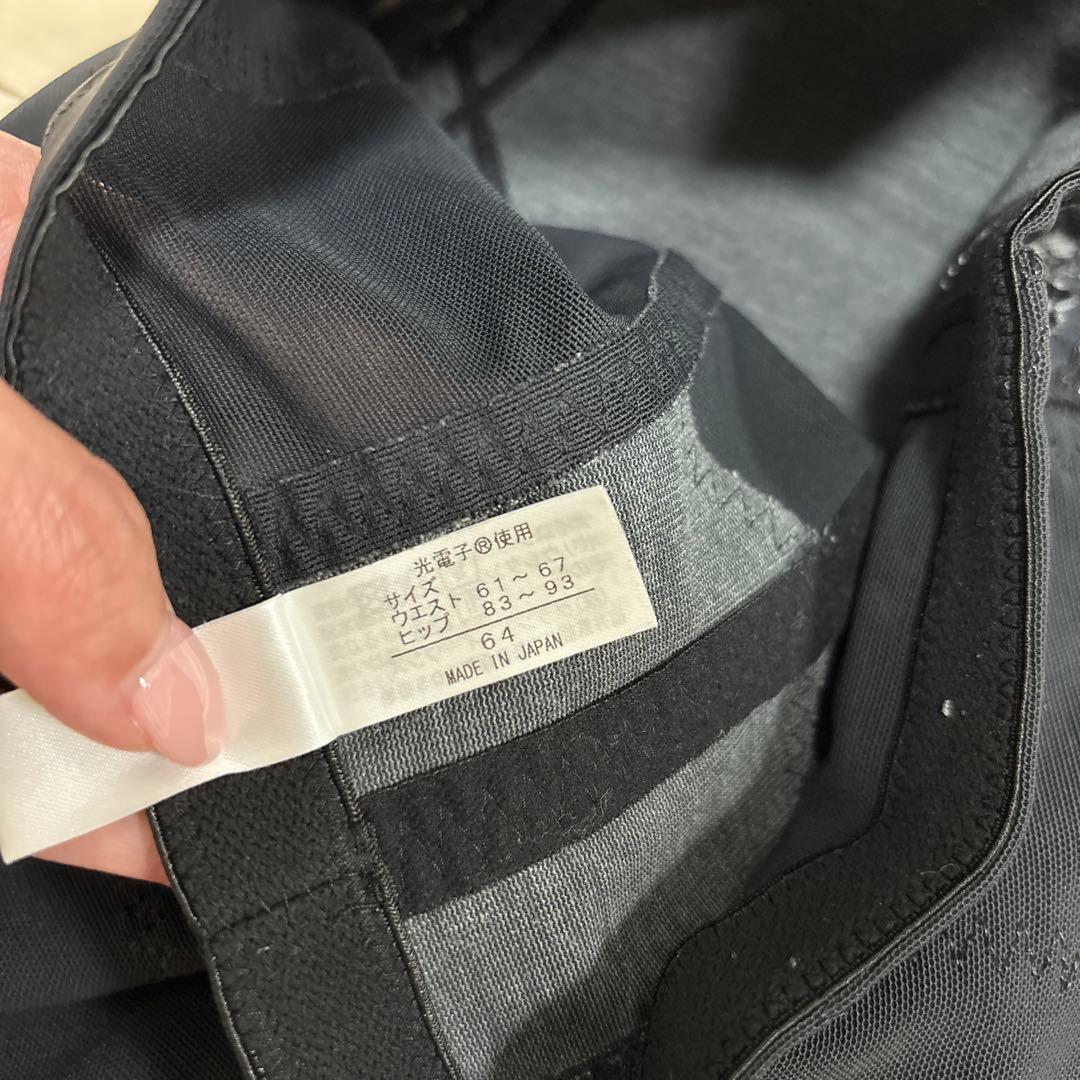 光電子®使用
サイズ
ウエスト 61～67
ヒップ 83～93
64
MADE IN JAPAN